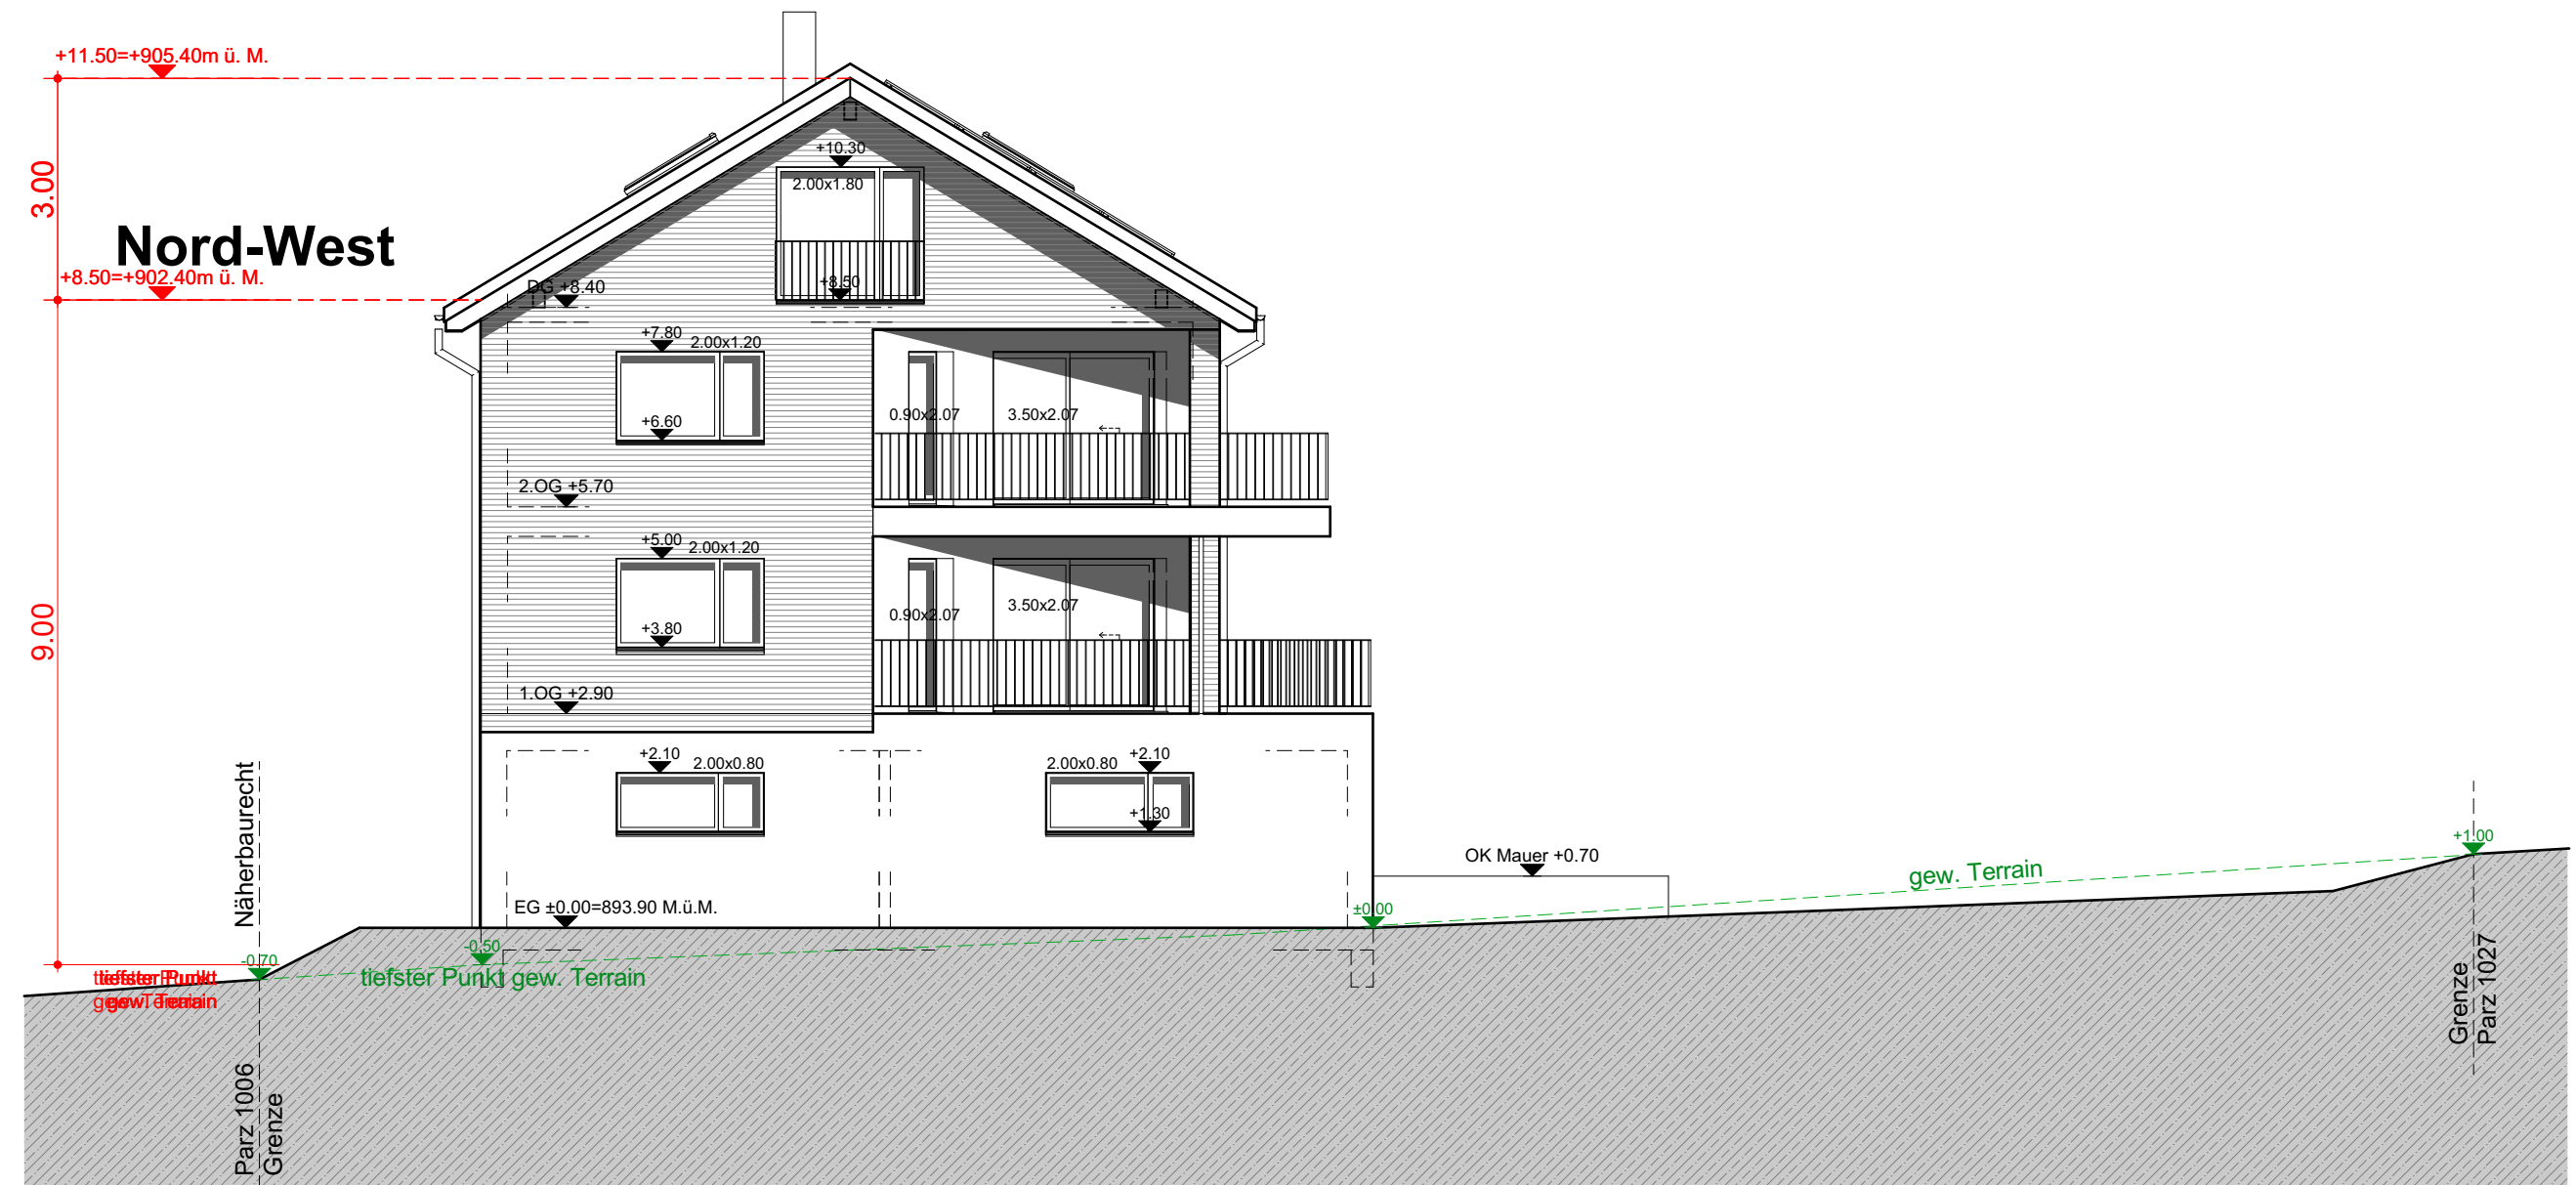 +11.50=+905.40m ü. M.
3.00
Nord-West
+8.50=+902.40m ü. M.
9.00
+10.30
2.00x1.80
+8.50
DG +8.40
+7.80
2.00x1.20
+6.60
0.90x2.07
3.50x2.07
2.OG +5.70
+5.00
2.00x1.20
+3.80
0.90x2.07
3.50x2.07
1.OG +2.90
+2.10
2.00x0.80
2.00x0.80
+2.10
+1.30
EG ±0.00=893.90 M.ü.M.
OK Mauer +0.70
gew. Terrain
+1.00
±0.00
-0.50
-0.70
tiefster Punkt gew. Terrain
tiefster Punkt
gew. Terrain
Näherbaurecht
Parz 1006
Grenze
Grenze
Parz 1027